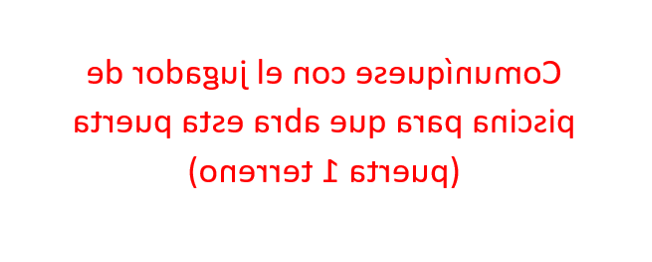 Comuníquese con el jugador de
piscina para que abra esta puerta
(puerta 1 terreno)